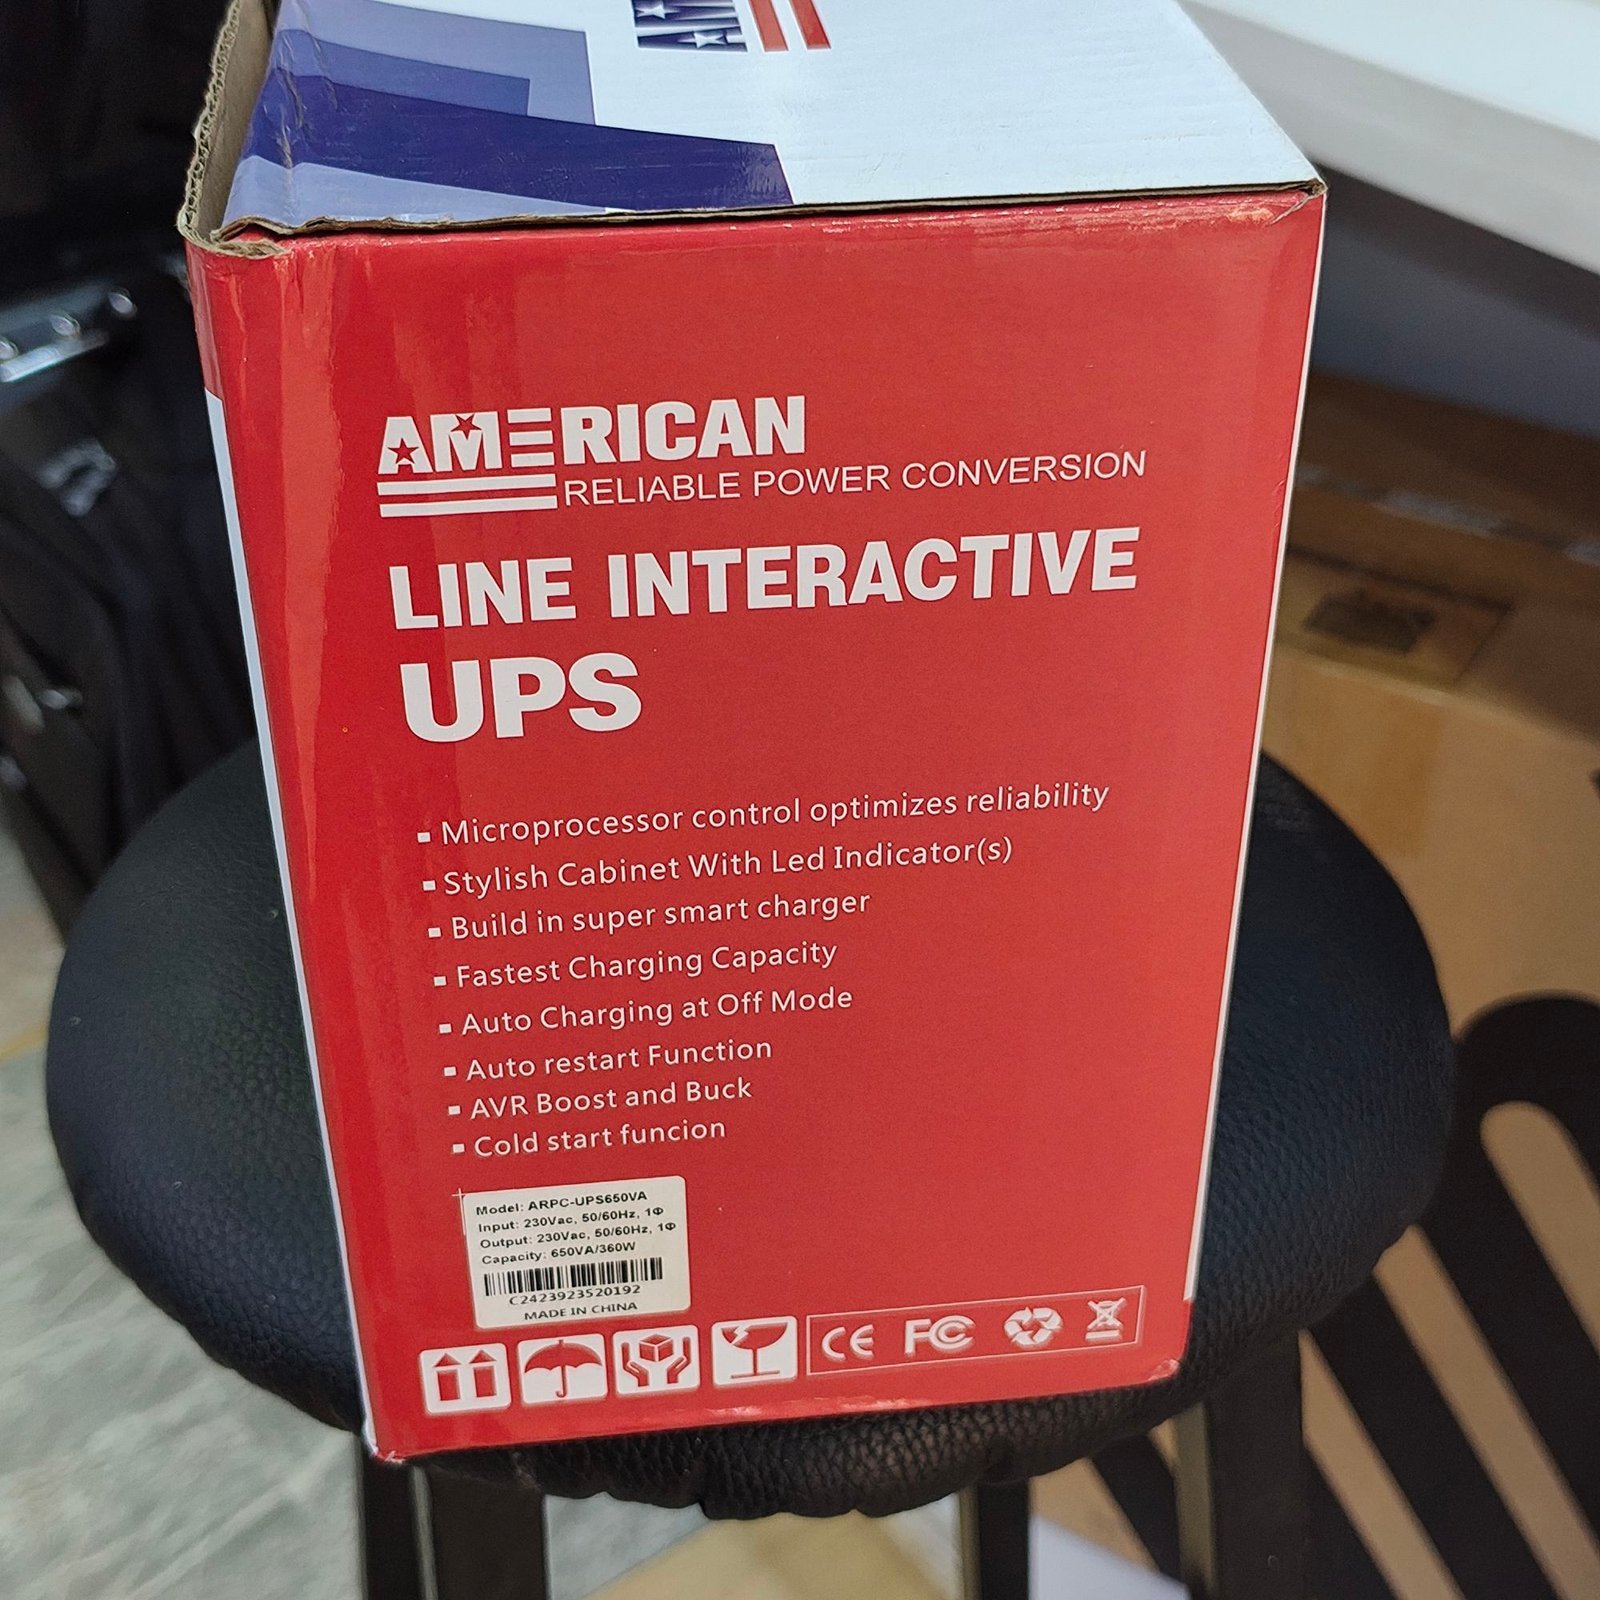 AMERICAN
RELIABLE POWER CONVERSION
LINE INTERACTIVE
UPS
Microprocessor control optimizes reliability
Stylish Cabinet With Led Indicator(s)
Build in super smart charger
Fastest Charging Capacity
Auto Charging at Off Mode
Auto restart Function
AVR Boost and Buck
Cold start funcion
Model: ARPC-UPS650VA
Input: 230Vac, 50/60Hz, 1Φ
Output: 230Vac, 50/60Hz, 1Φ
Capacity: 650VA/360W
C2423923520192
MADE IN CHINA
CE FC